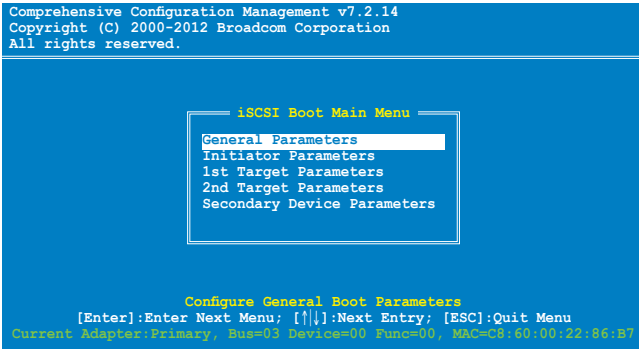 Comprehensive Configuration Management v7.2.14
Copyright (C) 2000-2012 Broadcom Corporation
All rights reserved.
iSCSI Boot Main Menu
General Parameters
Initiator Parameters
1st Target Parameters
2nd Target Parameters
Secondary Device Parameters
Configure General Boot Parameters
[Enter]:Enter Next Menu; [↑|↓]:Next Entry; [ESC]:Quit Menu
Current Adapter:Primary, Bus=03 Device=00 Func=00, MAC=C8:60:00:22:86:B7